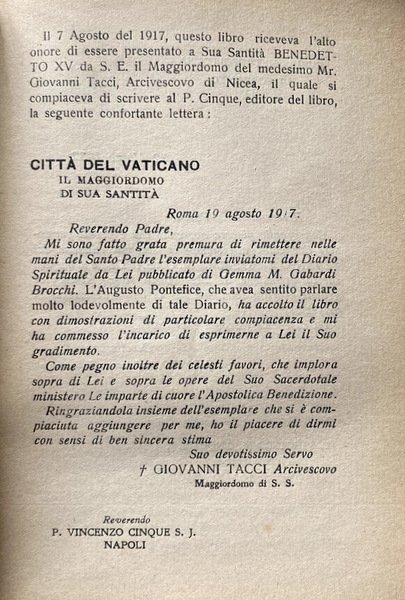 Il 7 Agosto del 1917, questo libro riceveva l'alto
onore di essere presentato a Sua Santità BENEDET-
TO XV da S. E. il Maggiordomo del medesimo Mr.
Giovanni Tacci, Arcivescovo di Nicea, il quale si
compiaceva di scrivere al P. Cinque, editore del libro,
la seguente confortante lettera :
CITTÀ DEL VATICANO
IL MAGGIORDOMO
DI SUA SANTITÀ
Roma 19 agosto 1917.
Reverendo Padre,
Mi sono fatto grata premura di rimettere nelle
mani del Santo Padre l'esemplare inviatomi del Diario
Spirituale da Lei pubblicato di Gemma M. Gabardi
Brocchi. L'Augusto Pontefice, che avea sentito parlare
molto lodevolmente di tale Diario, ha accolto il libro
con dimostrazioni di particolare compiacenza e mi
ha commesso l'incarico di esprimerne a Lei il Suo
gradimento.
Come pegno inoltre dei celesti favori, che implora
sopra di Lei e sopra le opere del Suo Sacerdotale
ministero Le imparte di cuore l'Apostolica Benedizione.
Ringraziandola insieme dell'esemplare che si è com-
piaciuta aggiungere per me, ho il piacere di dirmi
con sensi di ben sincera stima
Suo devotissimo Servo
† GIOVANNI TACCI Arcivescovo
Maggiordomo di S. S.
Reverendo
P. VINCENZO CINQUE S. J.
NAPOLI